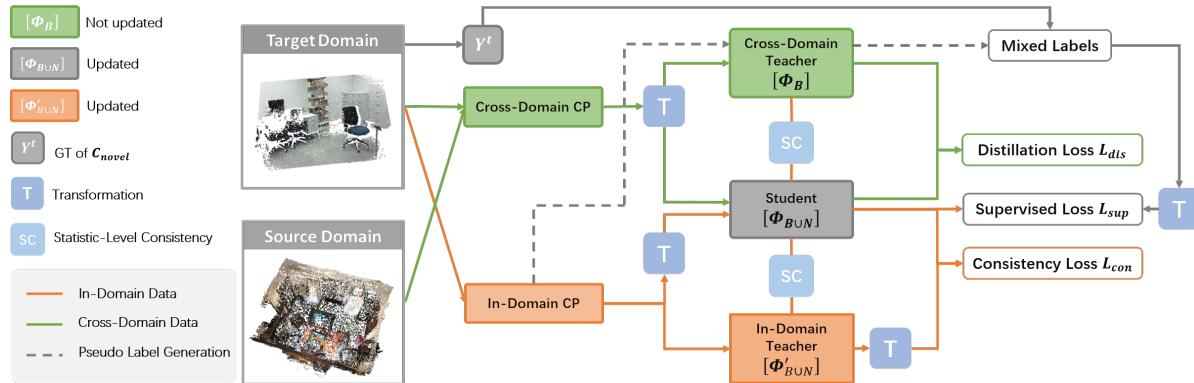 [Φ_B]
Not updated
[Φ_{B∪N}]
Updated
[Φ'_{B∪N}]
Updated
Y^t
GT of C_novel
T
Transformation
SC
Statistic-Level Consistency
In-Domain Data
Cross-Domain Data
Pseudo Label Generation
Target Domain
Source Domain
Y^t
Cross-Domain CP
In-Domain CP
T
T
Cross-Domain
Teacher
[Φ_B]
SC
Student
[Φ_{B∪N}]
SC
In-Domain
Teacher
[Φ'_{B∪N}]
T
Mixed Labels
Distillation Loss L_dis
Supervised Loss L_sup
Consistency Loss L_con
T